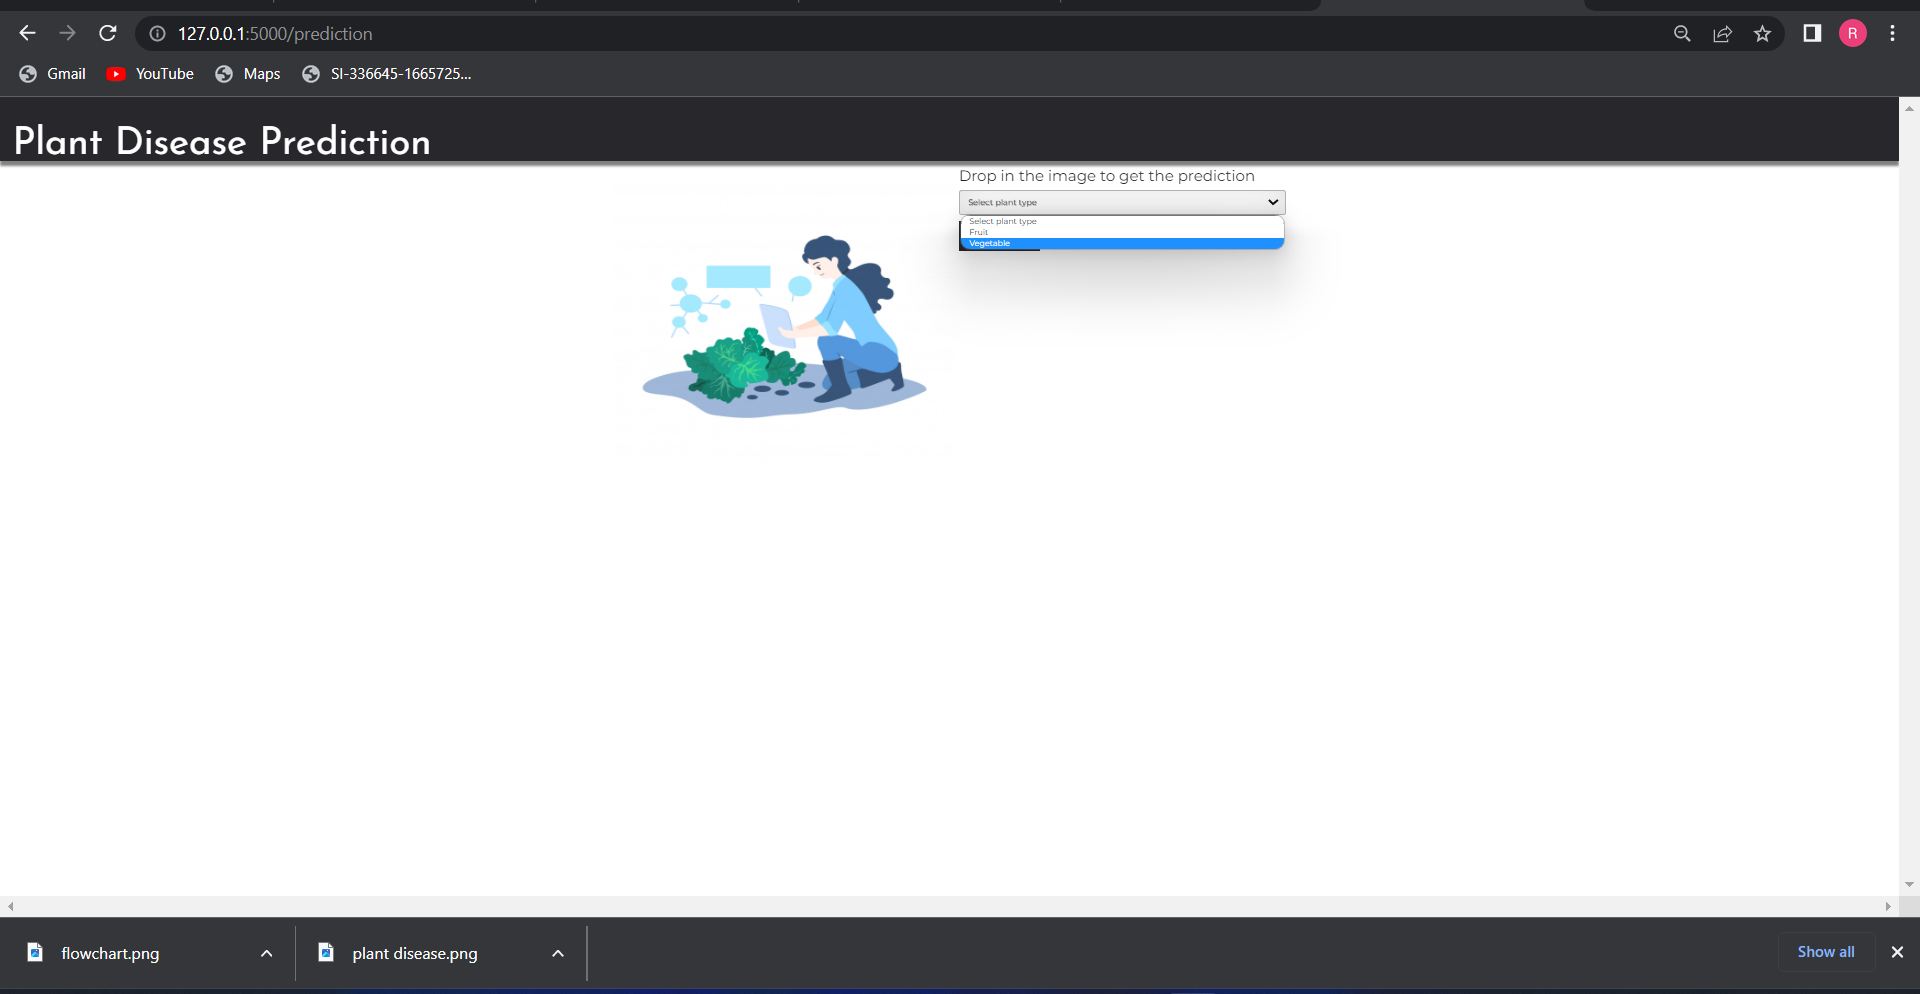 127.0.0.1:5000/prediction
R
Gmail YouTube Maps SI-336645-1665725...
Plant Disease Prediction
Drop in the image to get the prediction
Select plant type
Select plant type
Fruit
Vegetable
flowchart.png plant disease.png Show all